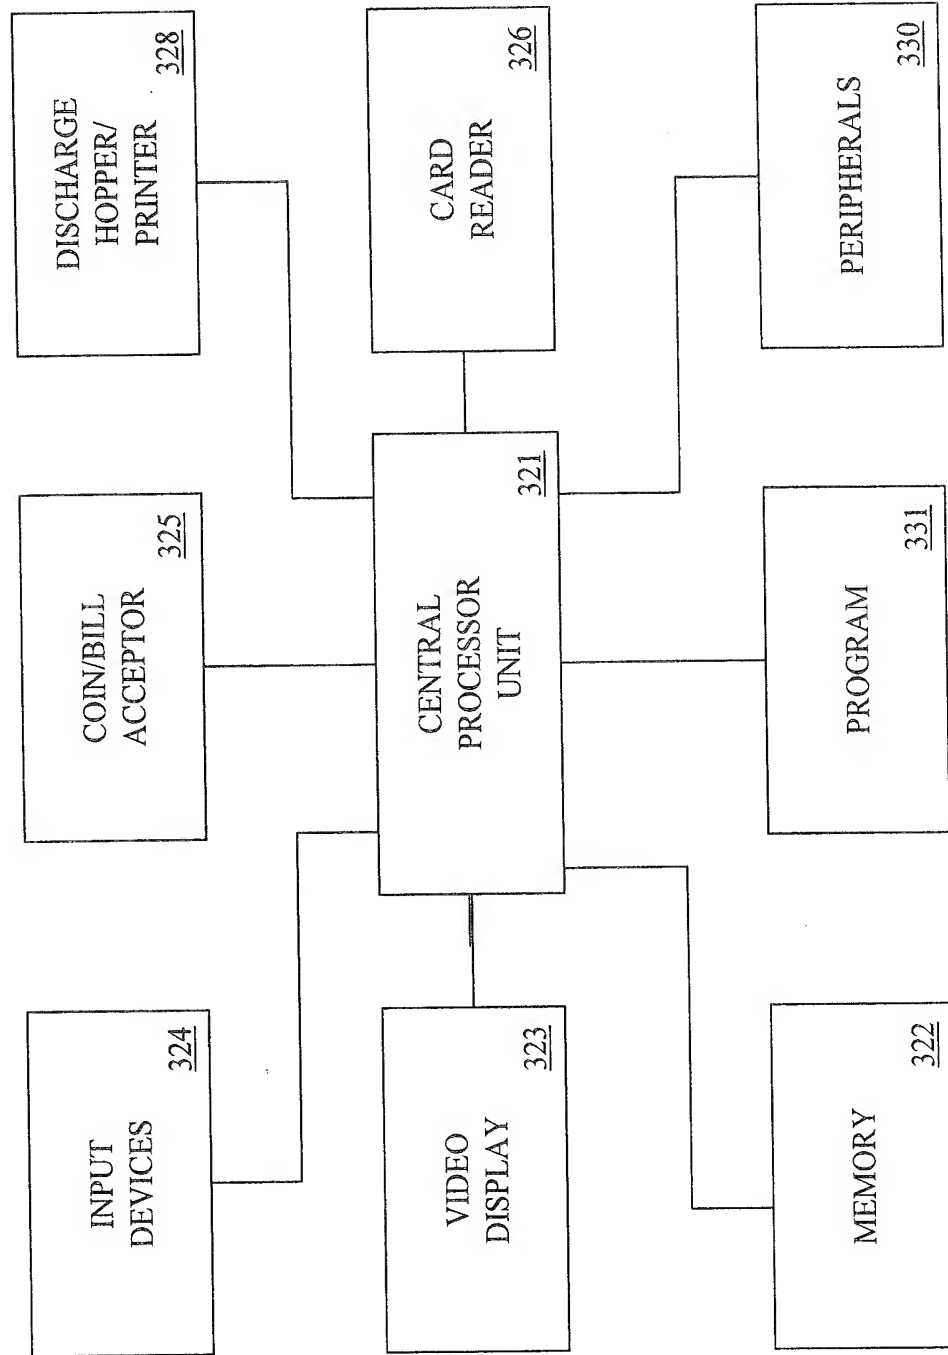 INPUT
DEVICES
324
COIN/BILL
ACCEPTOR
325
DISCHARGE
HOPPER/
PRINTER
328
VIDEO
DISPLAY
323
CENTRAL
PROCESSOR
UNIT
321
CARD
READER
326
MEMORY
322
PROGRAM
331
PERIPHERALS
330